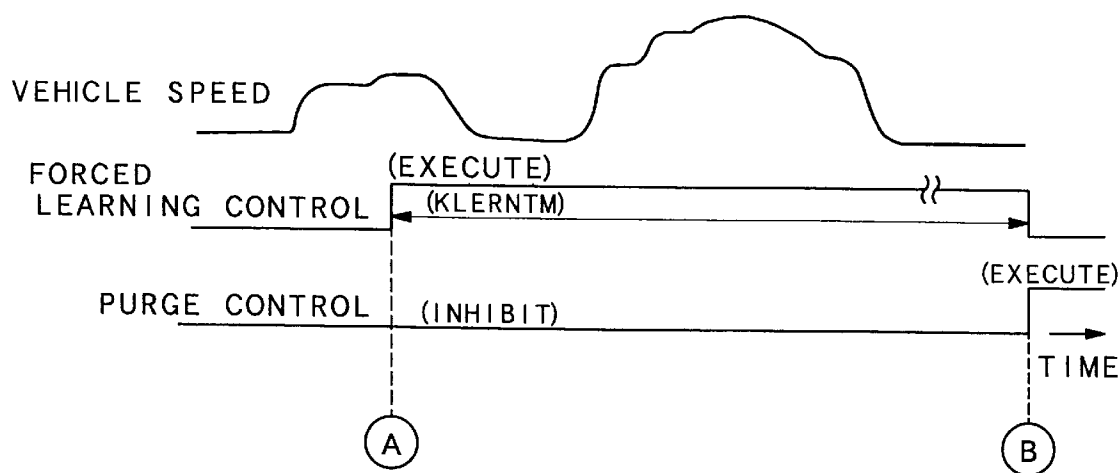 VEHICLE SPEED
(EXECUTE)
FORCED
LEARNING CONTROL
(KLERNTM)
(EXECUTE)
PURGE CONTROL
(INHIBIT)
TIME
A
B